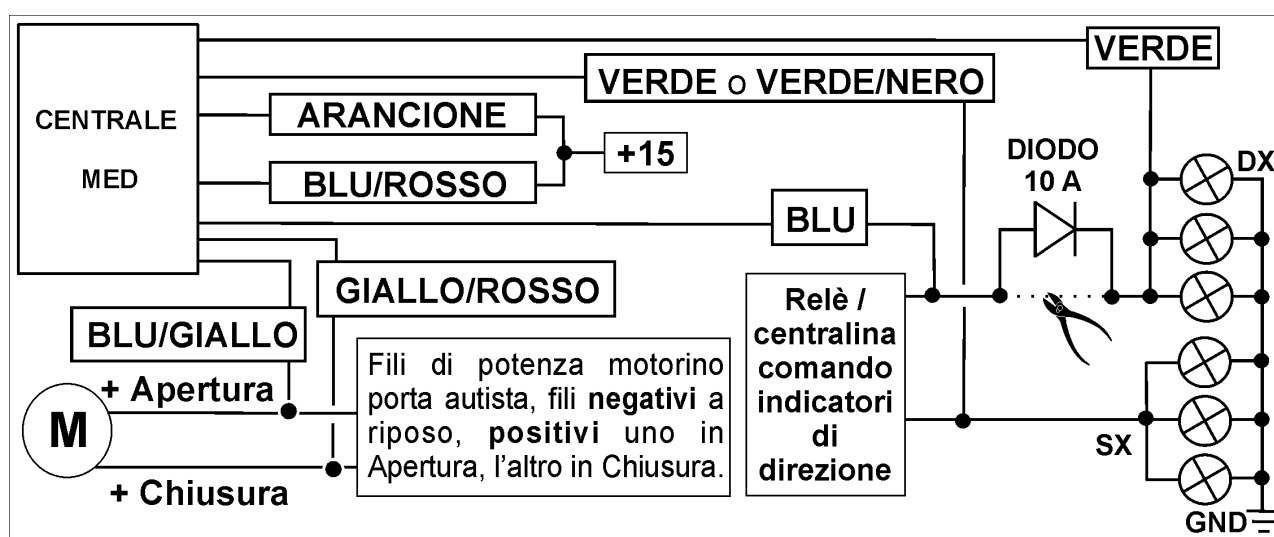 VERDE
VERDE o VERDE/NERO
CENTRALE
MED
ARANCIONE
+15
BLU/ROSSO
DIODO
10 A
DX
BLU
GIALLO/ROSSO
BLU/GIALLO
Relè /
centralina
comando
indicatori
di
direzione
+ Apertura
M
+ Chiusura
Fili di potenza motorino
porta autista, fili negativi a
riposo, positivi uno in
Apertura, l'altro in Chiusura.
SX
GND